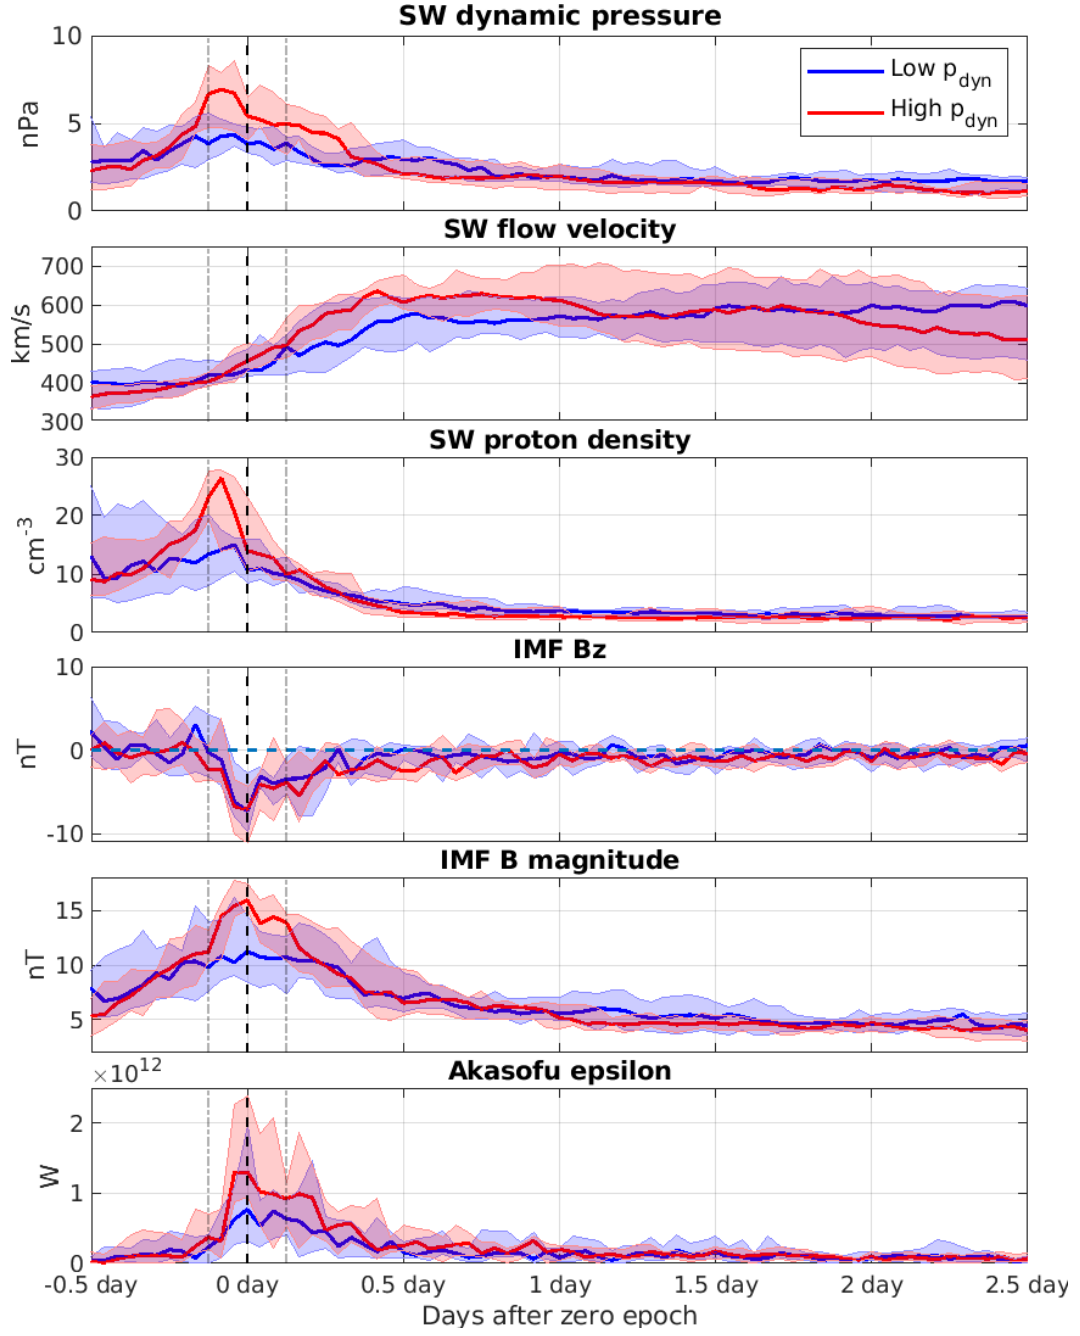 SW dynamic pressure
10
5
0
nPa
Low p_dyn
High p_dyn
SW flow velocity
700
600
500
400
300
km/s
SW proton density
30
20
10
0
cm⁻³
IMF Bz
10
0
-10
nT
IMF B magnitude
15
10
5
nT
×10¹²
Akasofu epsilon
2
1
0
W
-0.5 day 0 day 0.5 day 1 day 1.5 day 2 day 2.5 day
Days after zero epoch